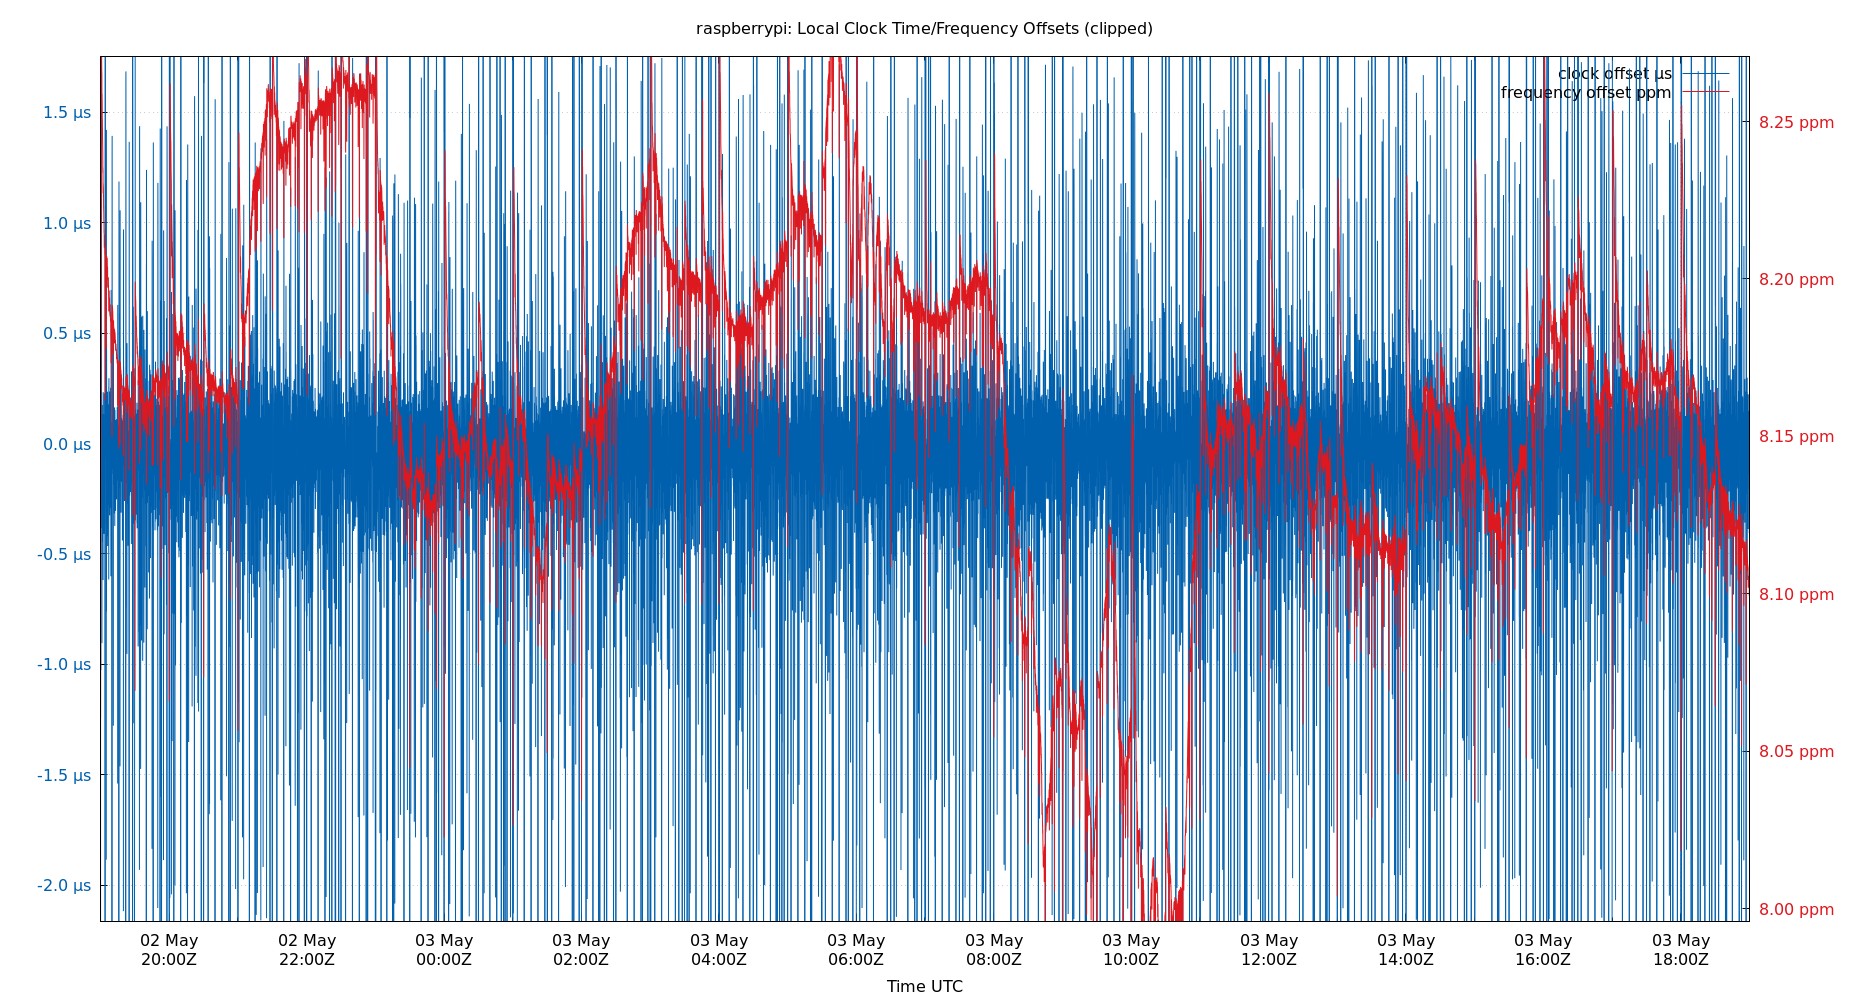 raspberrypi: Local Clock Time/Frequency Offsets (clipped)
clock offset µs
frequency offset ppm
1.5 µs
1.0 µs
0.5 µs
0.0 µs
-0.5 µs
-1.0 µs
-1.5 µs
-2.0 µs
8.25 ppm
8.20 ppm
8.15 ppm
8.10 ppm
8.05 ppm
8.00 ppm
02 May 02 May 03 May 03 May 03 May 03 May 03 May 03 May 03 May 03 May 03 May 03 May
20:00Z 22:00Z 00:00Z 02:00Z 04:00Z 06:00Z 08:00Z 10:00Z 12:00Z 14:00Z 16:00Z 18:00Z
Time UTC